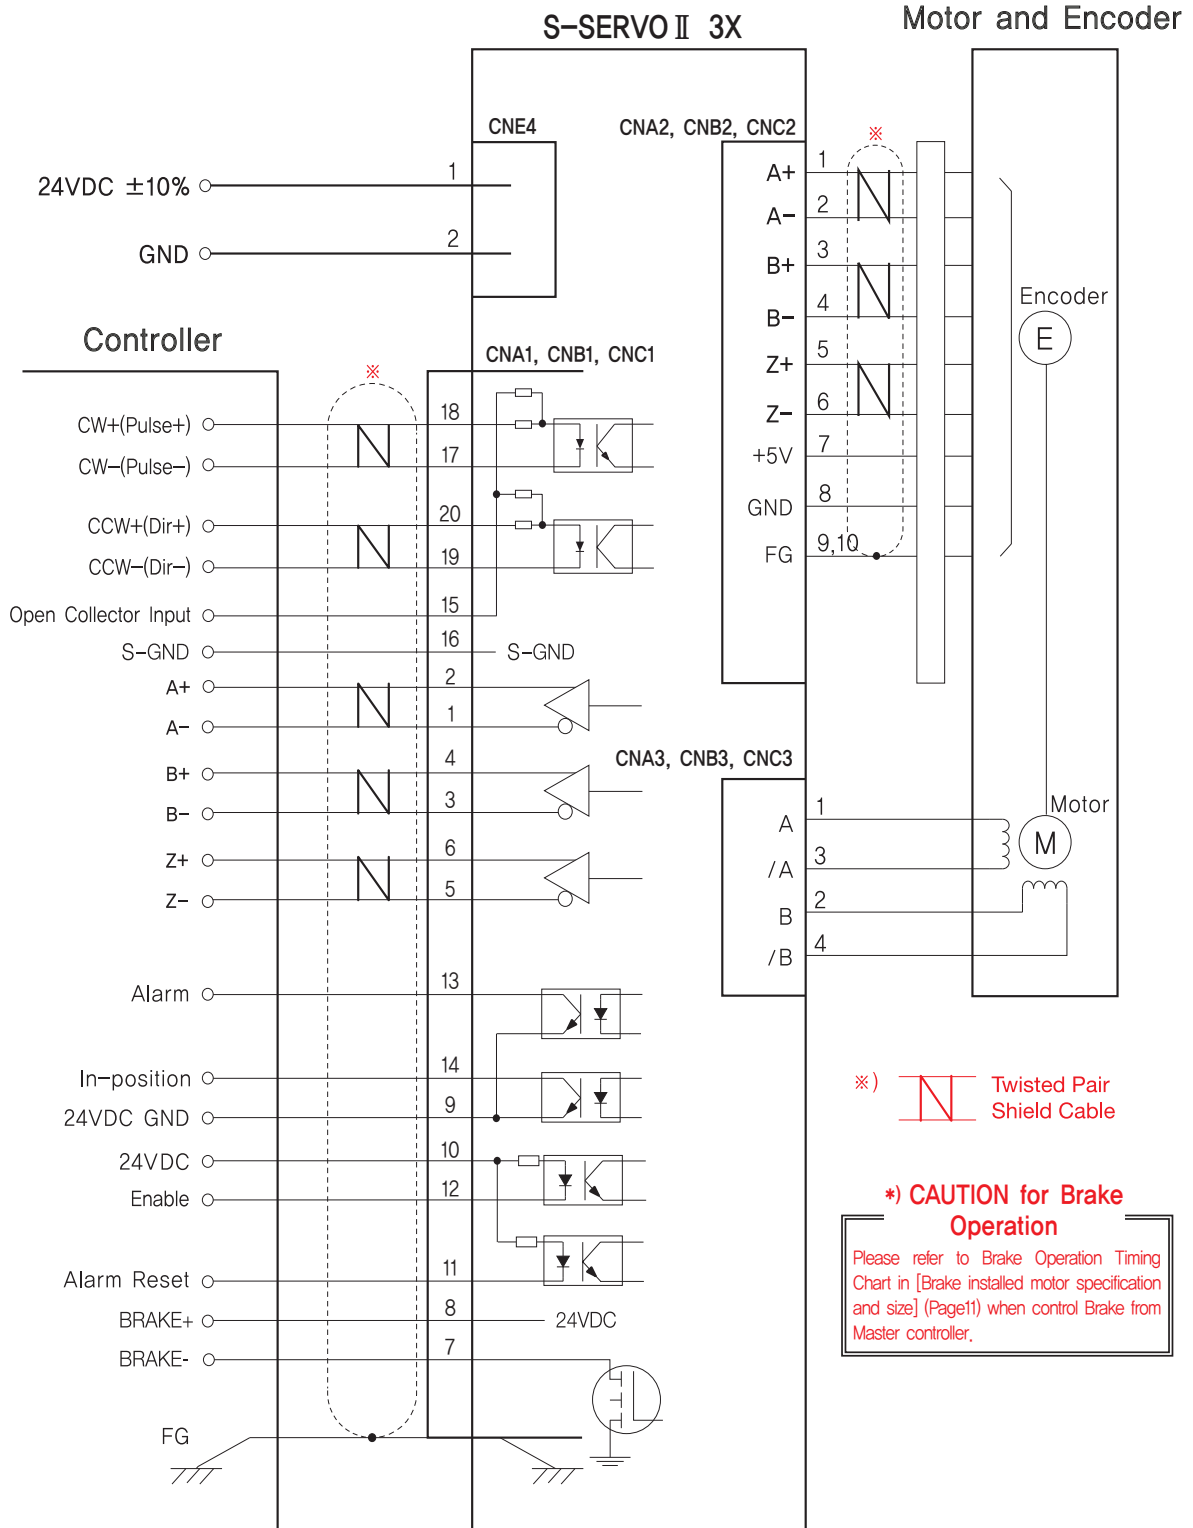 S-SERVO Ⅱ 3X
Motor and Encoder
CNE4
24VDC ±10%
1
GND
2
CNA2, CNB2, CNC2
※
A+ 1
A- 2
B+ 3
B- 4
Z+ 5
Z- 6
+5V 7
GND 8
FG 9,10
Encoder
E
Controller
CNA1, CNB1, CNC1
※
CW+(Pulse+) 18
CW-(Pulse-) 17
CCW+(Dir+) 20
CCW-(Dir-) 19
Open Collector Input 15
S-GND 16 S-GND
A+ 2
A- 1
B+ 4
B- 3
Z+ 6
Z- 5
CNA3, CNB3, CNC3
A 1
/A 3
B 2
/B 4
Motor
M
Alarm 13
In-position 14
24VDC GND 9
24VDC 10
Enable 12
Alarm Reset 11
BRAKE+ 8 24VDC
BRAKE- 7
FG
※) Twisted Pair
Shield Cable
*) CAUTION for Brake
Operation
Please refer to Brake Operation Timing
Chart in [Brake installed motor specification
and size] (Page11) when control Brake from
Master controller.